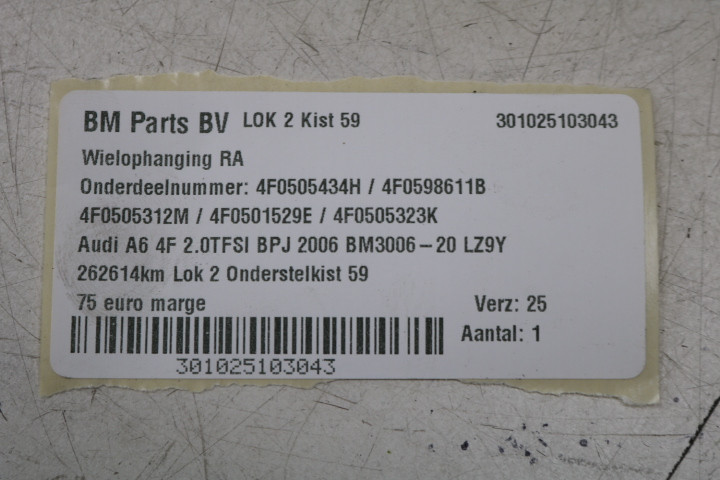 BM Parts BV LOK 2 Kist 59 301025103043
Wielophanging RA
Onderdeelnummer: 4F0505434H / 4F0598611B
4F0505312M / 4F0501529E / 4F0505323K
Audi A6 4F 2.0TFSI BPJ 2006 BM3006-20 LZ9Y
262614km Lok 2 Onderstelkist 59
75 euro marge Verz: 25
Aantal: 1
301025103043